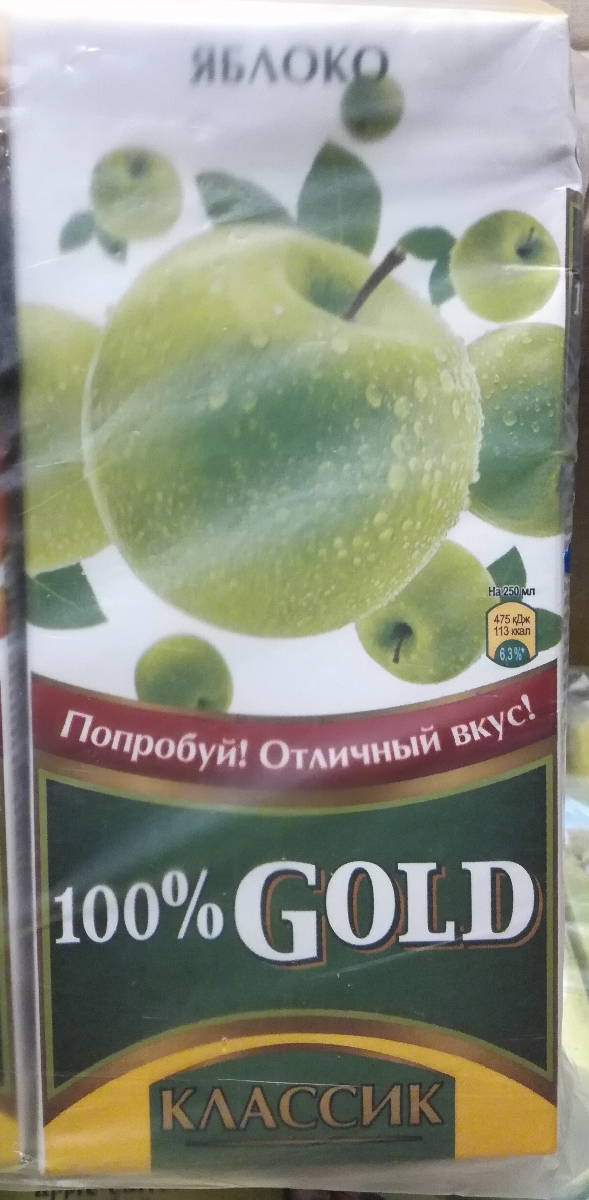 ЯБЛОКО
На 250 мл
475 кДж
113 ккал
6,3%*
Попробуй! Отличный вкус!
100% GOLD
КЛАССИК